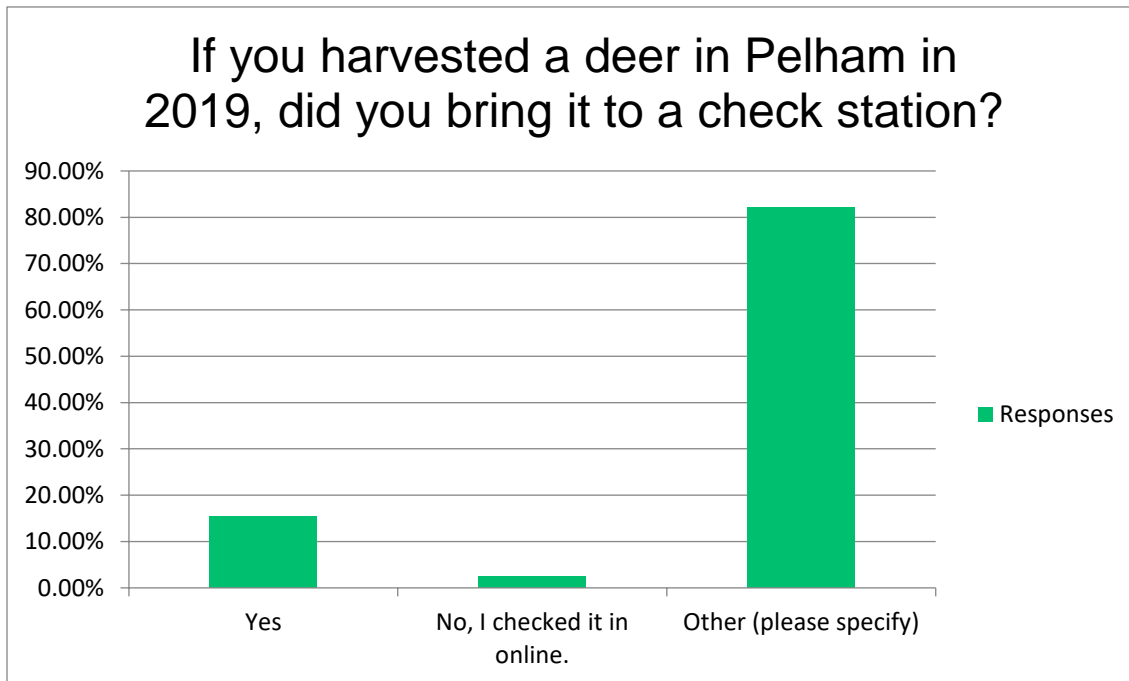 If you harvested a deer in Pelham in
2019, did you bring it to a check station?
90.00%
80.00%
70.00%
60.00%
50.00%
40.00%
30.00%
20.00%
10.00%
0.00%
Yes
No, I checked it in
online.
Other (please specify)
Responses